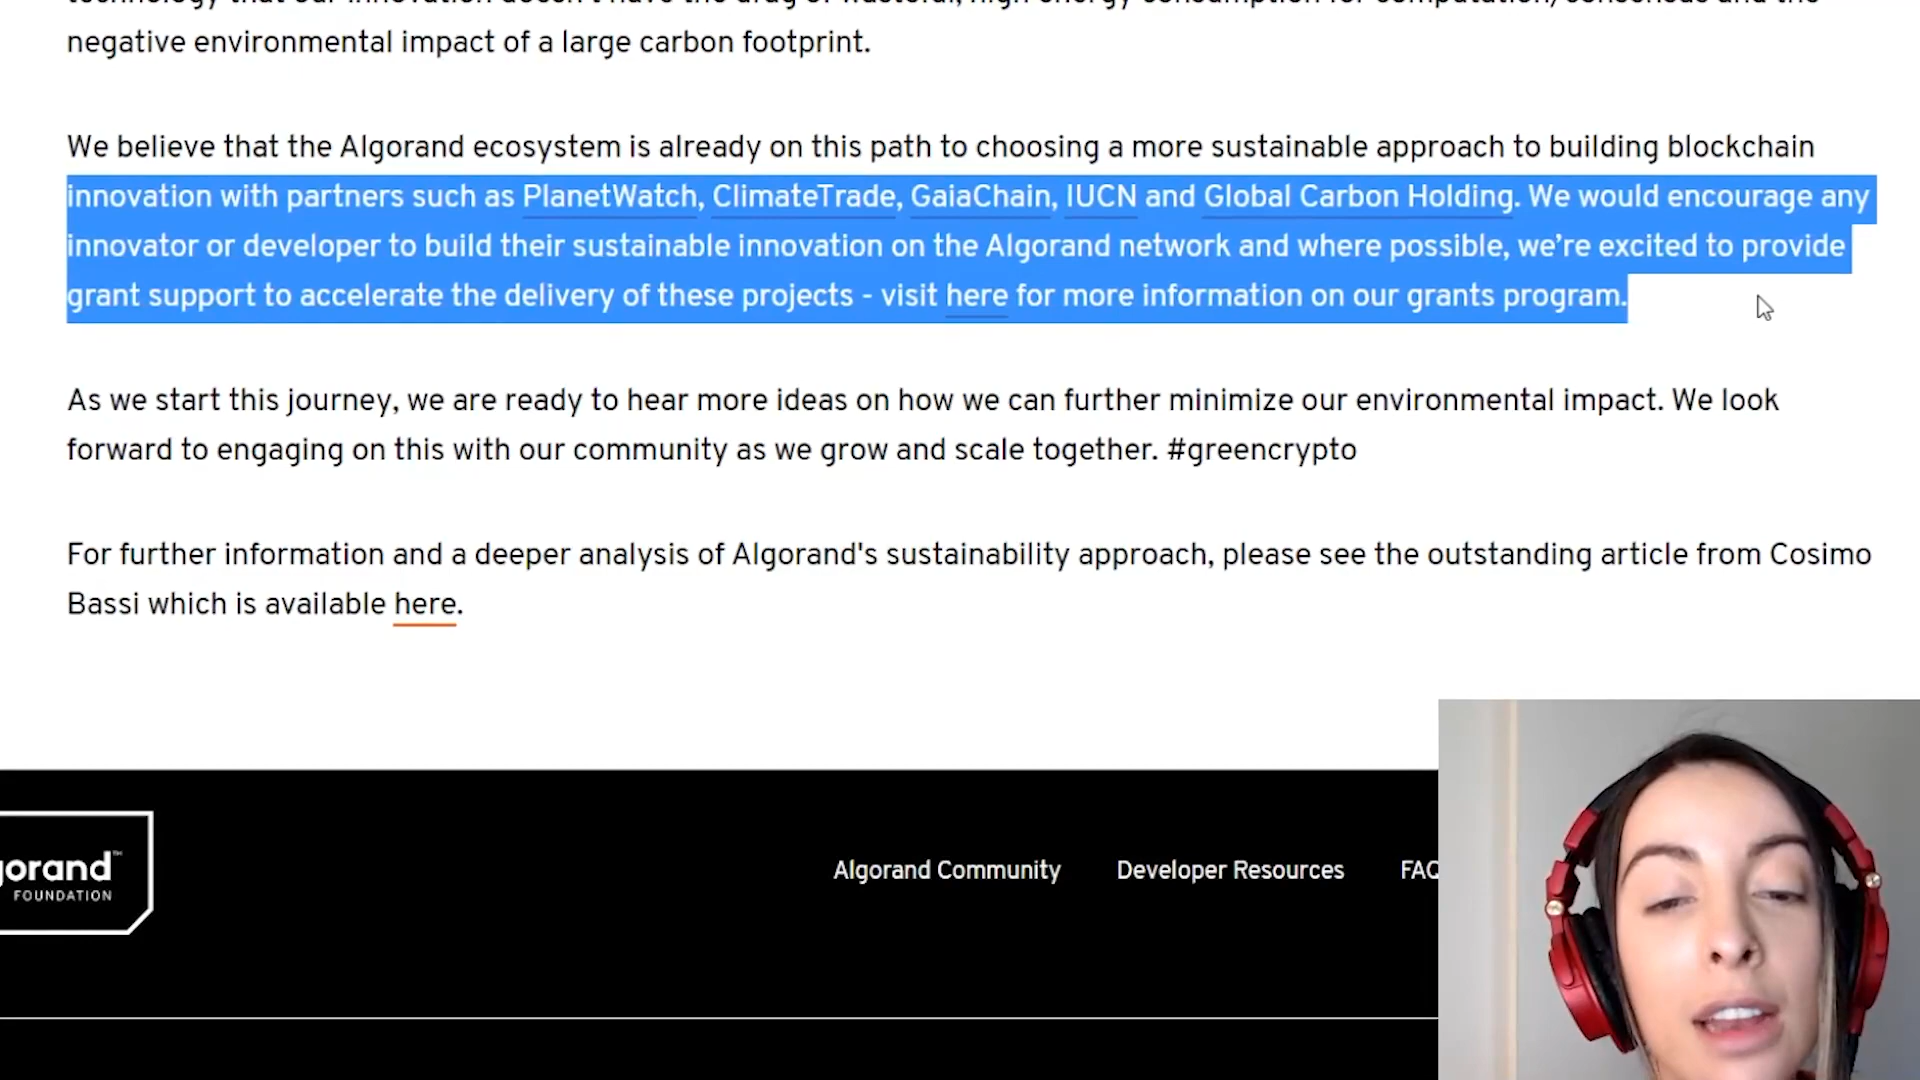 negative environmental impact of a large carbon footprint.
We believe that the Algorand ecosystem is already on this path to choosing a more sustainable approach to building blockchain
innovation with partners such as PlanetWatch, ClimateTrade, GaiaChain, IUCN and Global Carbon Holding. We would encourage any
innovator or developer to build their sustainable innovation on the Algorand network and where possible, we’re excited to provide
grant support to accelerate the delivery of these projects - visit here for more information on our grants program.
As we start this journey, we are ready to hear more ideas on how we can further minimize our environmental impact. We look
forward to engaging on this with our community as we grow and scale together. #greencrypto
For further information and a deeper analysis of Algorand's sustainability approach, please see the outstanding article from Cosimo
Bassi which is available here.
gorand™
FOUNDATION
Algorand Community Developer Resources FAQ